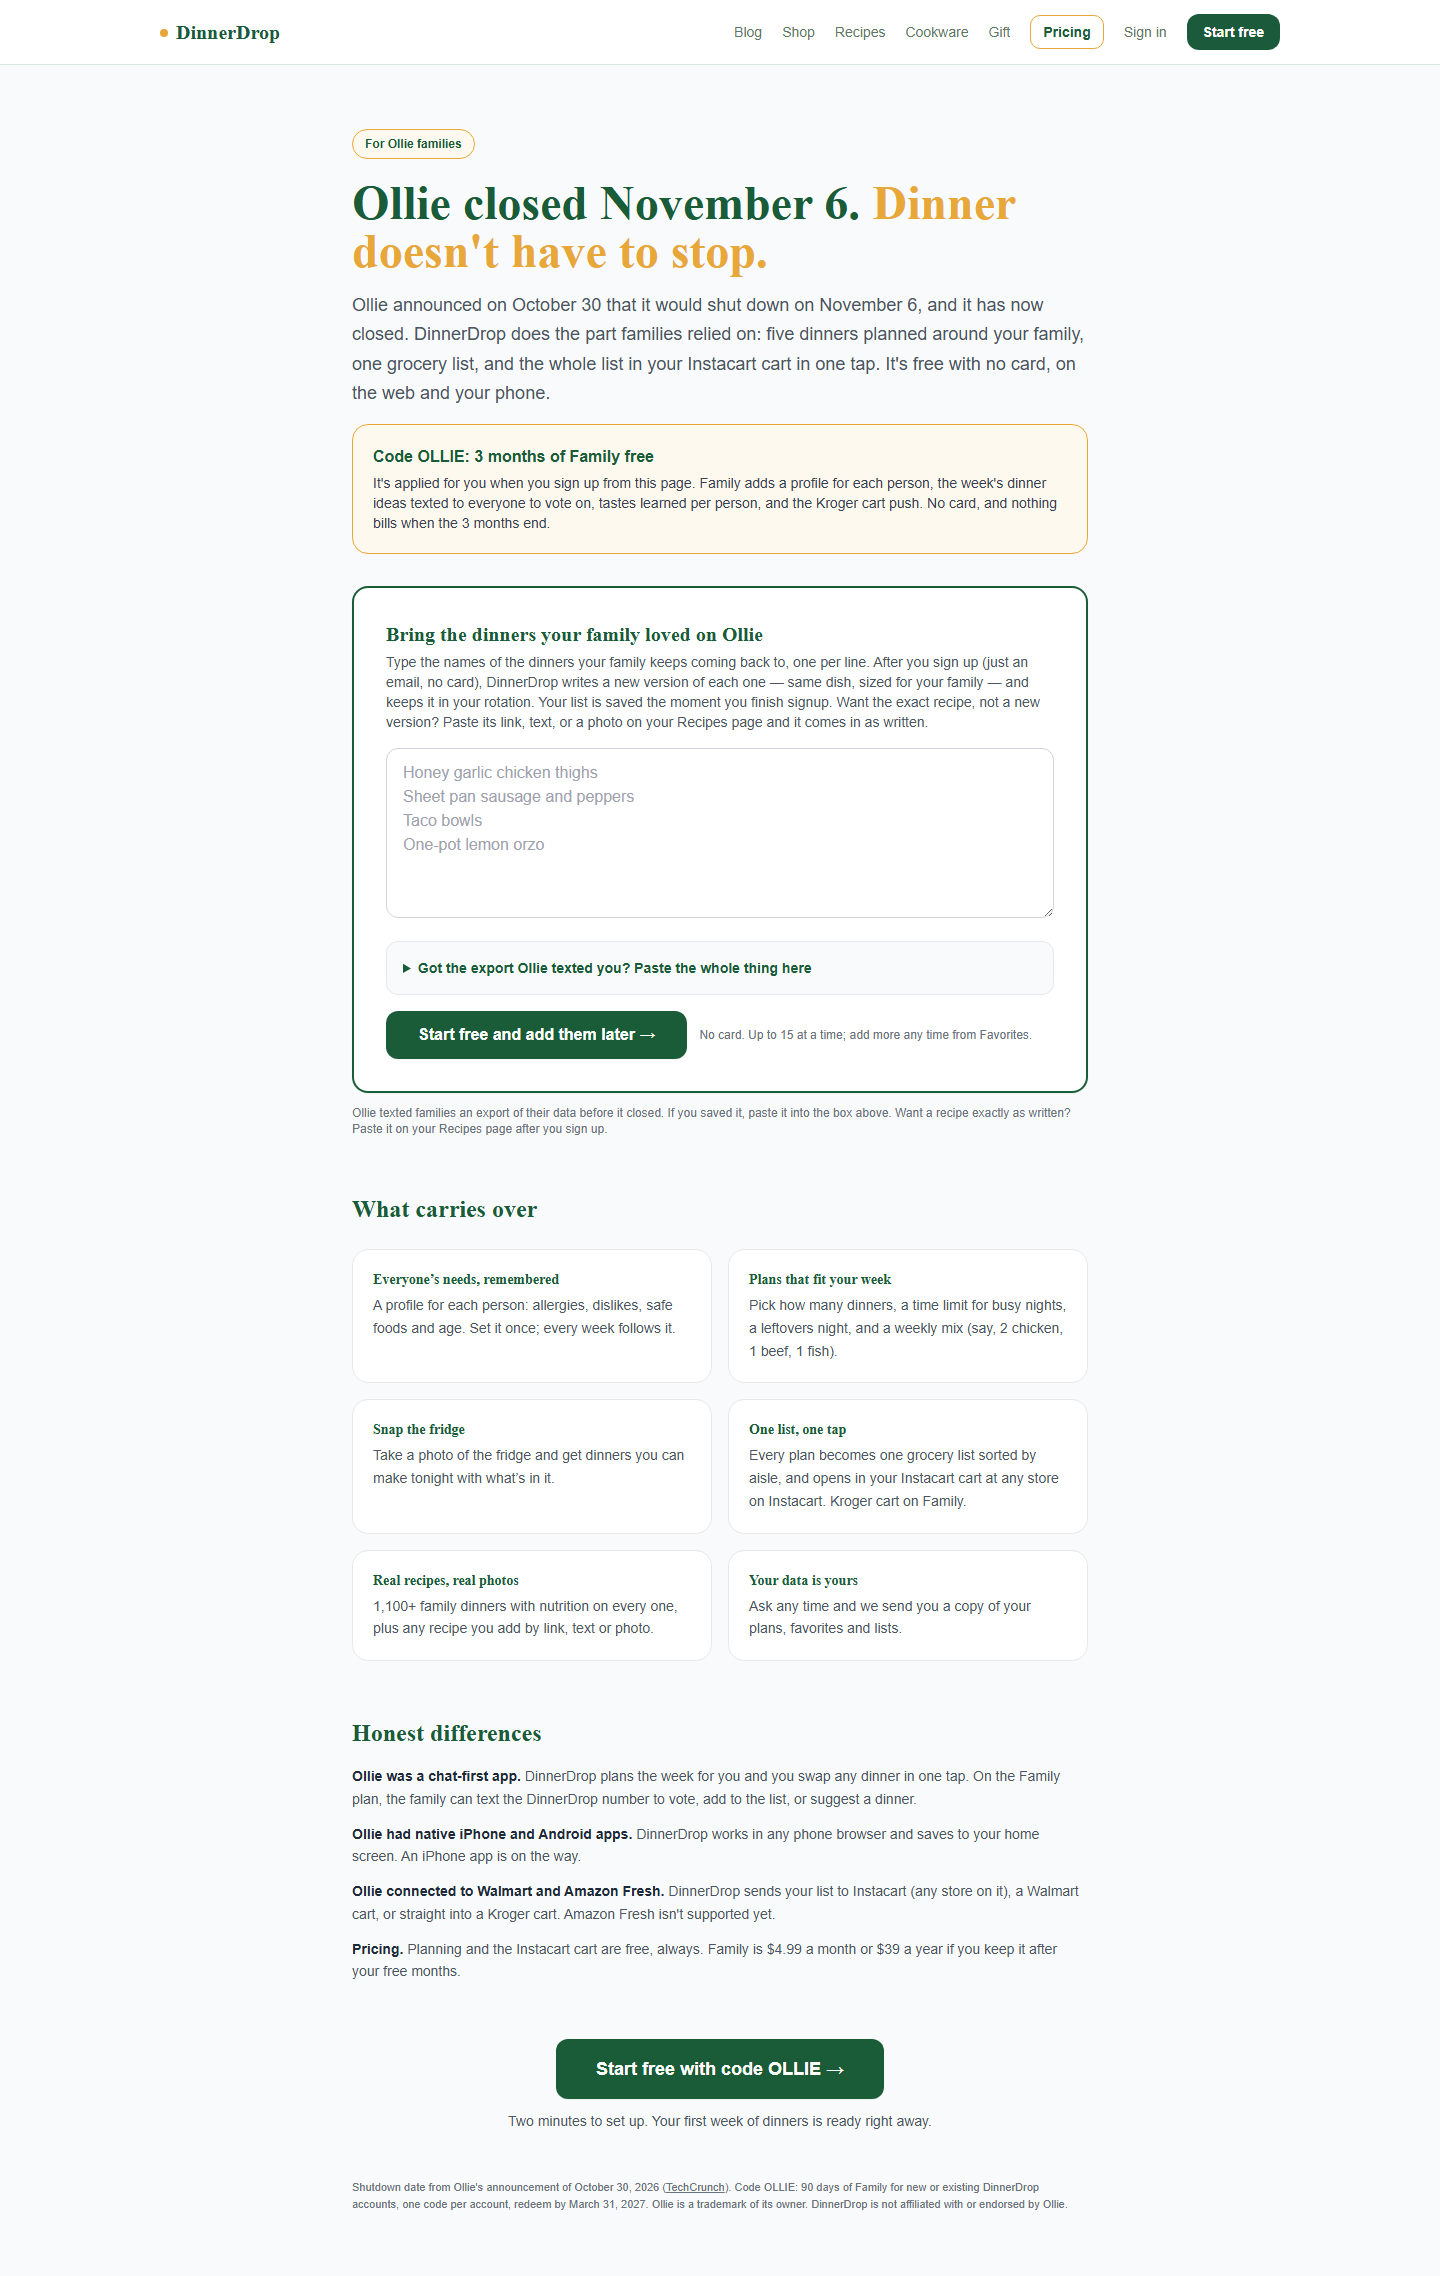 DinnerDrop
Blog
Shop
Recipes
Cookware
Gift
Pricing
Sign in
Start free
For Ollie families
Ollie closed November 6. Dinner
doesn't have to stop.
Ollie announced on October 30 that it would shut down on November 6, and it has now
closed. DinnerDrop does the part families relied on: five dinners planned around your family,
one grocery list, and the whole list in your Instacart cart in one tap. It's free with no card, on
the web and your phone.
Code OLLIE: 3 months of Family free
It's applied for you when you sign up from this page. Family adds a profile for each person, the week's dinner
ideas texted to everyone to vote on, tastes learned per person, and the Kroger cart push. No card, and nothing
bills when the 3 months end.
Bring the dinners your family loved on Ollie
Type the names of the dinners your family keeps coming back to, one per line. After you sign up (just an
email, no card), DinnerDrop writes a new version of each one — same dish, sized for your family — and
keeps it in your rotation. Your list is saved the moment you finish signup. Want the exact recipe, not a new
version? Paste its link, text, or a photo on your Recipes page and it comes in as written.
Honey garlic chicken thighs
Sheet pan sausage and peppers
Taco bowls
One-pot lemon orzo
Got the export Ollie texted you? Paste the whole thing here
Start free and add them later →
No card. Up to 15 at a time; add more any time from Favorites.
Ollie texted families an export of their data before it closed. If you saved it, paste it into the box above. Want a recipe exactly as written?
Paste it on your Recipes page after you sign up.
What carries over
Everyone’s needs, remembered
A profile for each person: allergies, dislikes, safe
foods and age. Set it once; every week follows it.
Plans that fit your week
Pick how many dinners, a time limit for busy nights,
a leftovers night, and a weekly mix (say, 2 chicken,
1 beef, 1 fish).
Snap the fridge
Take a photo of the fridge and get dinners you can
make tonight with what’s in it.
One list, one tap
Every plan becomes one grocery list sorted by
aisle, and opens in your Instacart cart at any store
on Instacart. Kroger cart on Family.
Real recipes, real photos
1,100+ family dinners with nutrition on every one,
plus any recipe you add by link, text or photo.
Your data is yours
Ask any time and we send you a copy of your
plans, favorites and lists.
Honest differences
Ollie was a chat-first app. DinnerDrop plans the week for you and you swap any dinner in one tap. On the Family
plan, the family can text the DinnerDrop number to vote, add to the list, or suggest a dinner.
Ollie had native iPhone and Android apps. DinnerDrop works in any phone browser and saves to your home
screen. An iPhone app is on the way.
Ollie connected to Walmart and Amazon Fresh. DinnerDrop sends your list to Instacart (any store on it), a Walmart
cart, or straight into a Kroger cart. Amazon Fresh isn't supported yet.
Pricing. Planning and the Instacart cart are free, always. Family is $4.99 a month or $39 a year if you keep it after
your free months.
Start free with code OLLIE →
Two minutes to set up. Your first week of dinners is ready right away.
Shutdown date from Ollie's announcement of October 30, 2026 (TechCrunch). Code OLLIE: 90 days of Family for new or existing DinnerDrop
accounts, one code per account, redeem by March 31, 2027. Ollie is a trademark of its owner. DinnerDrop is not affiliated with or endorsed by Ollie.